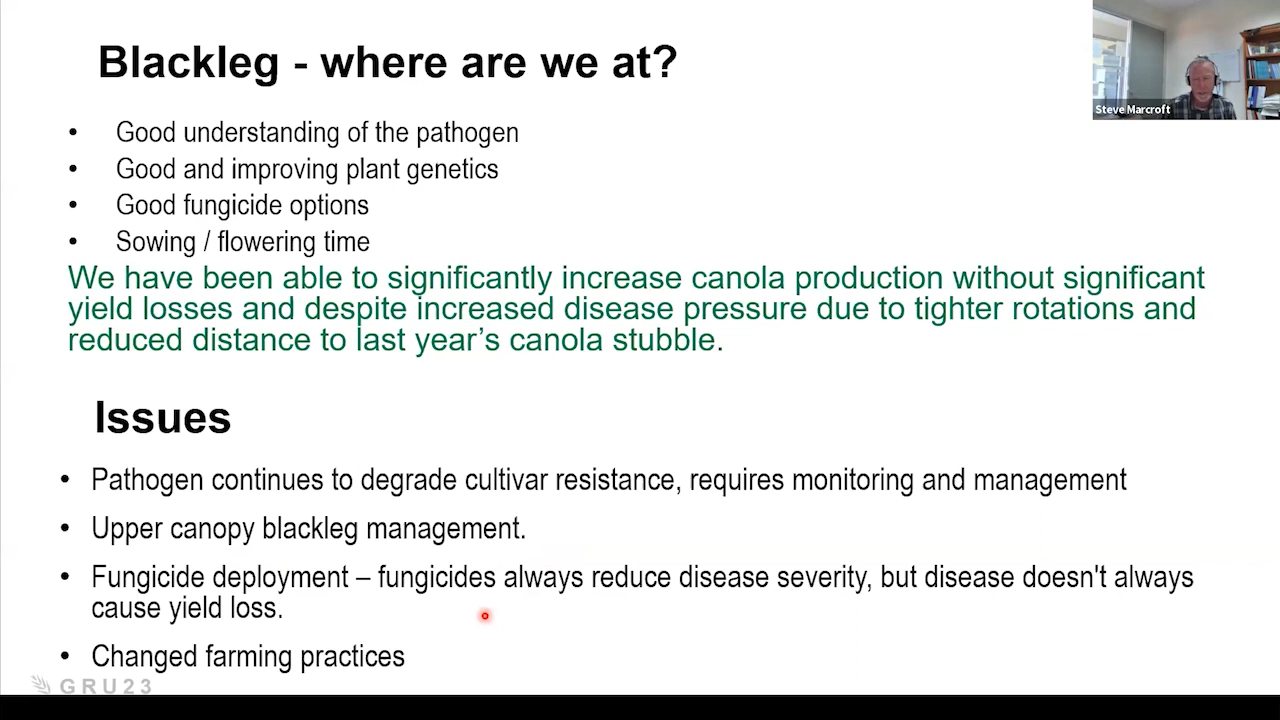 Blackleg - where are we at?
Steve Marcroft
• Good understanding of the pathogen
• Good and improving plant genetics
• Good fungicide options
• Sowing / flowering time
We have been able to significantly increase canola production without significant
yield losses and despite increased disease pressure due to tighter rotations and
reduced distance to last year’s canola stubble.
Issues
• Pathogen continues to degrade cultivar resistance, requires monitoring and management
• Upper canopy blackleg management.
• Fungicide deployment – fungicides always reduce disease severity, but disease doesn't always
cause yield loss.
• Changed farming practices
GRU23